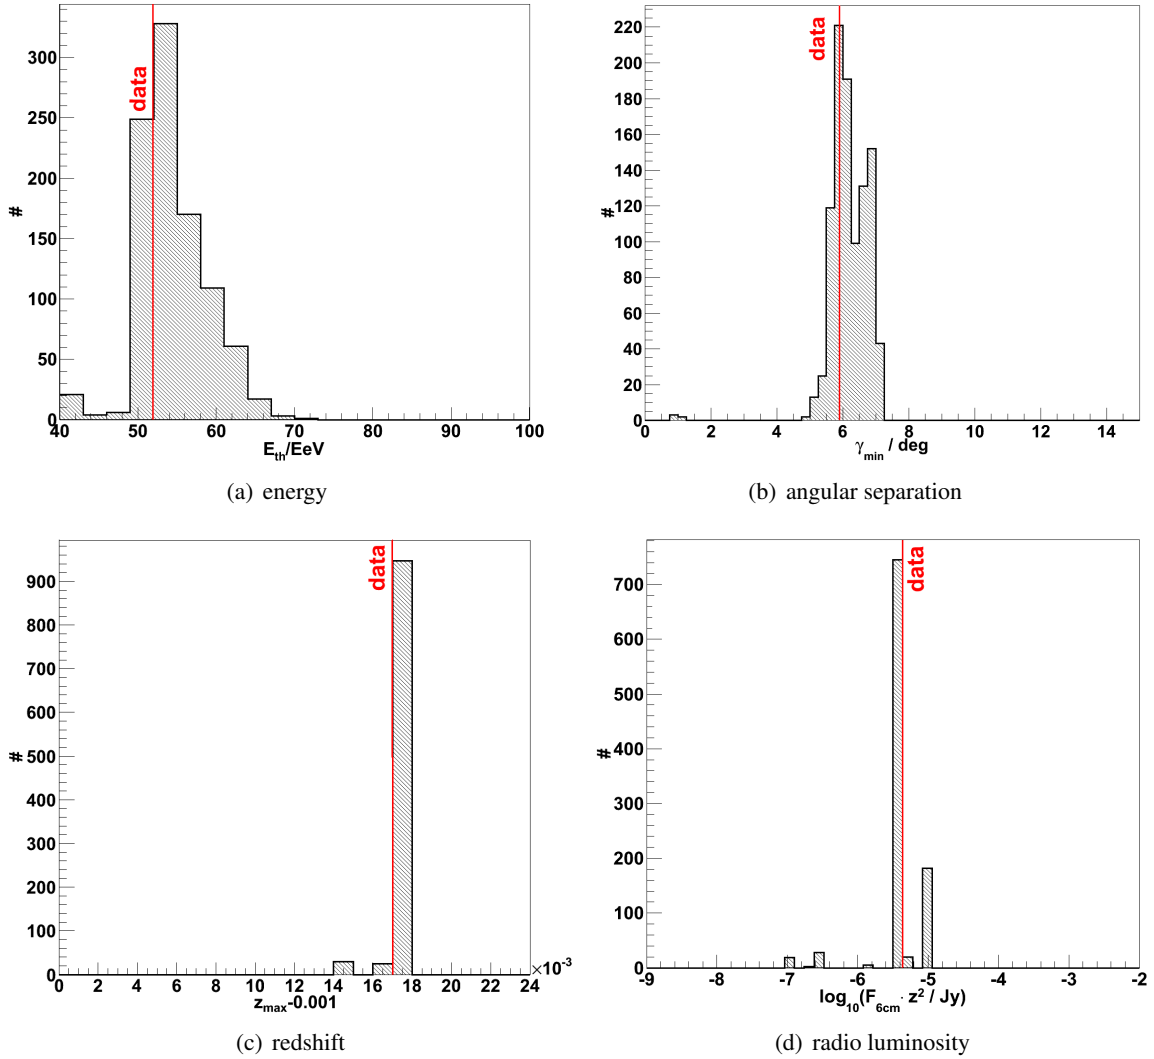 300
250
200
150
100
50
0
#
data
40 50 60 70 80 90 100
E_th/EeV
(a) energy
220
200
180
160
140
120
100
80
60
40
20
0
#
data
0 2 4 6 8 10 12 14
γ_min / deg
(b) angular separation
900
800
700
600
500
400
300
200
100
0
#
data
0 2 4 6 8 10 12 14 16 18 20 22 24
×10⁻³
z_max-0.001
(c) redshift
700
600
500
400
300
200
100
0
#
data
-9 -8 -7 -6 -5 -4 -3 -2
log₁₀(F_6cm · z² / Jy)
(d) radio luminosity